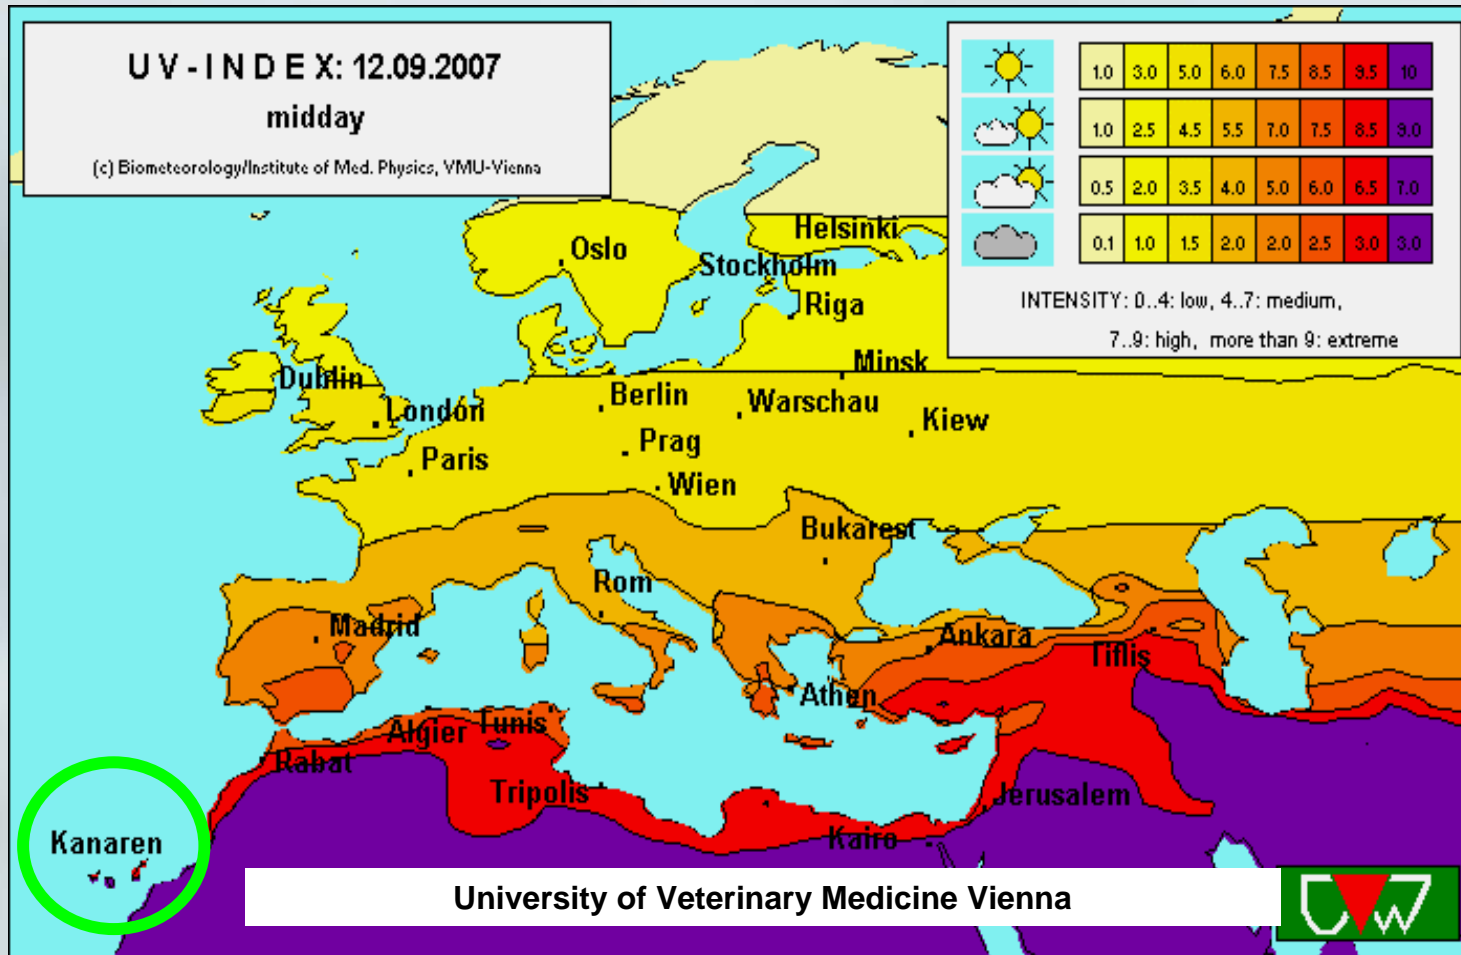 UV-INDEX: 12.09.2007
midday
(c) Biometeorology/Institute of Med. Physics, VMU-Vienna
1.0 3.0 5.0 6.0 7.5 8.5 9.5 10
1.0 2.5 4.5 5.5 7.0 7.5 8.5 9.0
0.5 2.0 3.5 4.0 5.0 6.0 6.5 7.0
0.1 1.0 1.5 2.0 2.0 2.5 3.0 3.0
INTENSITY: 0..4: low, 4..7: medium,
7..9: high, more than 9: extreme
Helsinki
Oslo
Stockholm
Riga
Minsk
Dublin
Berlin
Warschau
London
Kiew
Prag
Paris
Wien
Bukarest
Rom
Madrid
Ankara
Tiflis
Athen
Algier
Tunis
Rabat
Tripolis
Jerusalem
Kanaren
Kairo
University of Veterinary Medicine Vienna